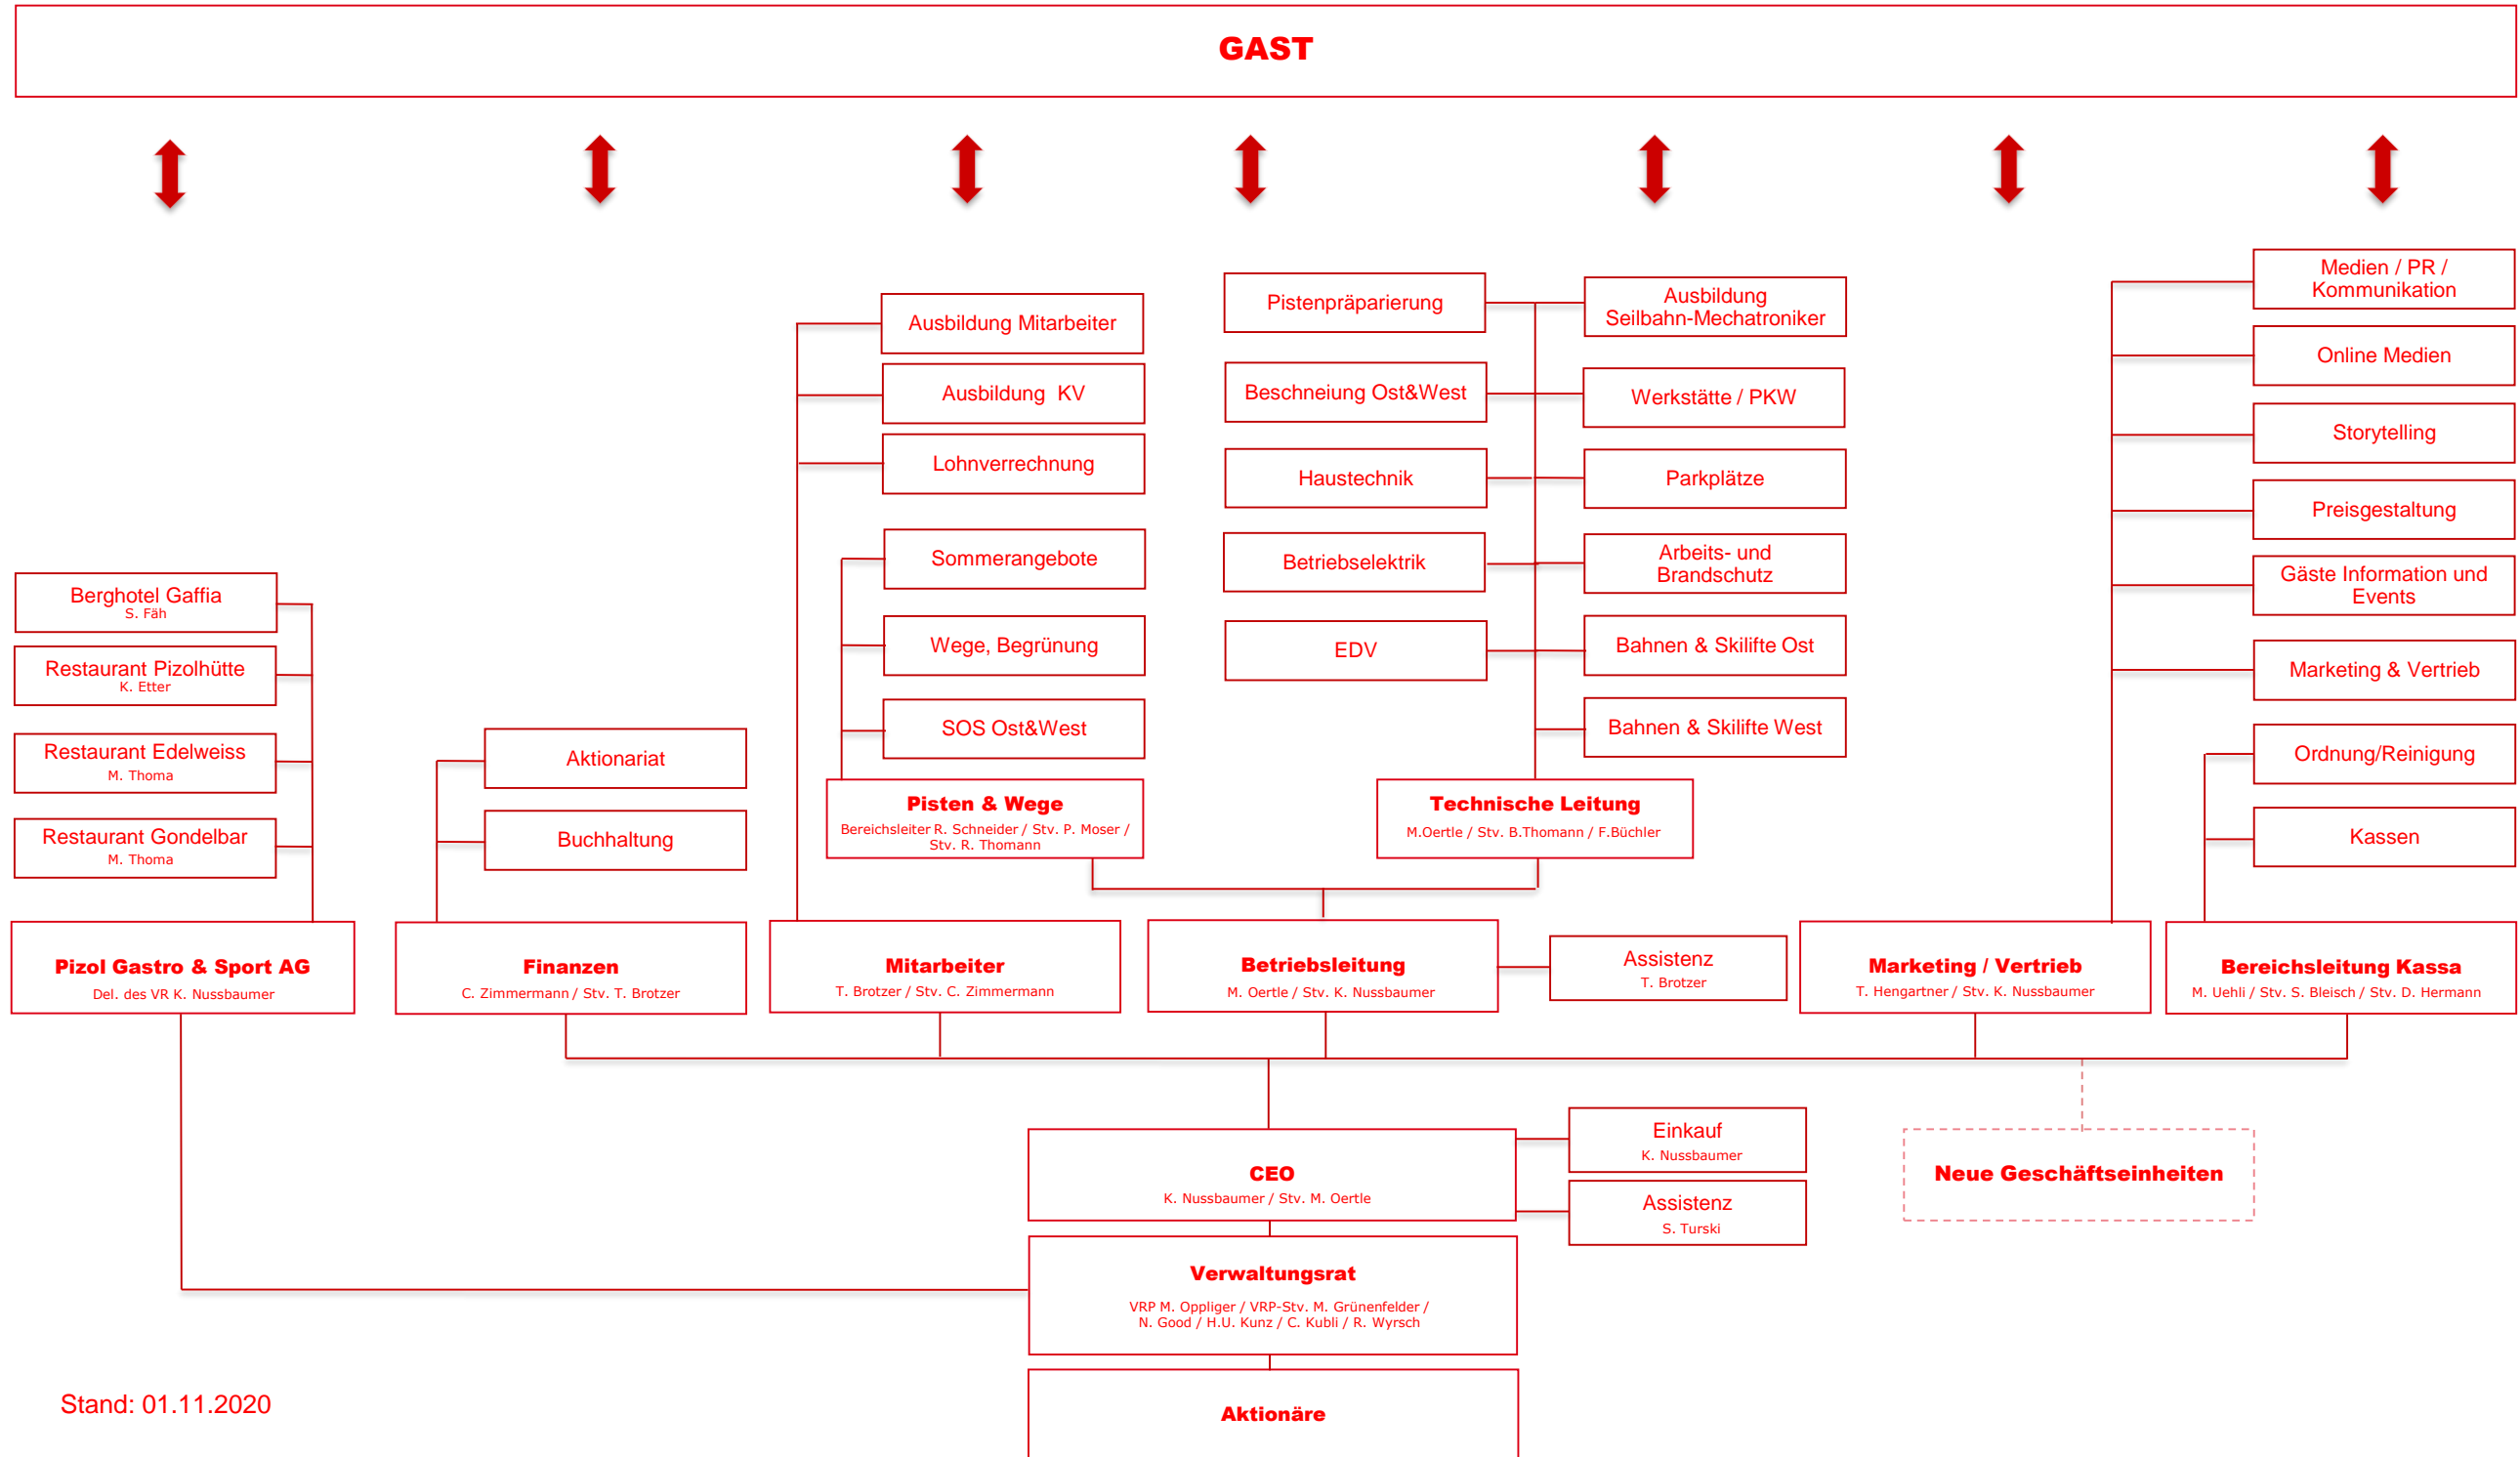 GAST
Medien / PR /
Kommunikation
Pistenpräparierung
Ausbildung
Seilbahn-Mechatroniker
Ausbildung Mitarbeiter
Online Medien
Ausbildung  KV
Beschneiung Ost&West
Werkstätte / PKW
Storytelling
Lohnverrechnung
Haustechnik
Parkplätze
Preisgestaltung
Sommerangebote
Betriebselektrik
Arbeits- und
Brandschutz
Gäste Information und
Events
Berghotel Gaffia
S. Fäh
Wege, Begrünung
EDV
Bahnen & Skilifte Ost
Restaurant Pizolhütte
K. Etter
Marketing & Vertrieb
SOS Ost&West
Bahnen & Skilifte West
Restaurant Edelweiss
M. Thoma
Aktionariat
Ordnung/Reinigung
Pisten & Wege
Bereichsleiter R. Schneider / Stv. P. Moser /
Stv. R. Thomann
Technische Leitung
M.Oertle / Stv. B.Thomann / F.Büchler
Restaurant Gondelbar
M. Thoma
Buchhaltung
Kassen
Pizol Gastro & Sport AG
Del. des VR K. Nussbaumer
Finanzen
C. Zimmermann / Stv. T. Brotzer
Mitarbeiter
T. Brotzer / Stv. C. Zimmermann
Betriebsleitung
M. Oertle / Stv. K. Nussbaumer
Assistenz
T. Brotzer
Marketing / Vertrieb
T. Hengartner / Stv. K. Nussbaumer
Bereichsleitung Kassa
M. Uehli / Stv. S. Bleisch / Stv. D. Hermann
Einkauf
K. Nussbaumer
CEO
K. Nussbaumer / Stv. M. Oertle
Neue Geschäftseinheiten
Assistenz
S. Turski
Verwaltungsrat
VRP M. Oppliger / VRP-Stv. M. Grünenfelder /
N. Good / H.U. Kunz / C. Kubli / R. Wyrsch
Stand: 01.11.2020
Aktionäre